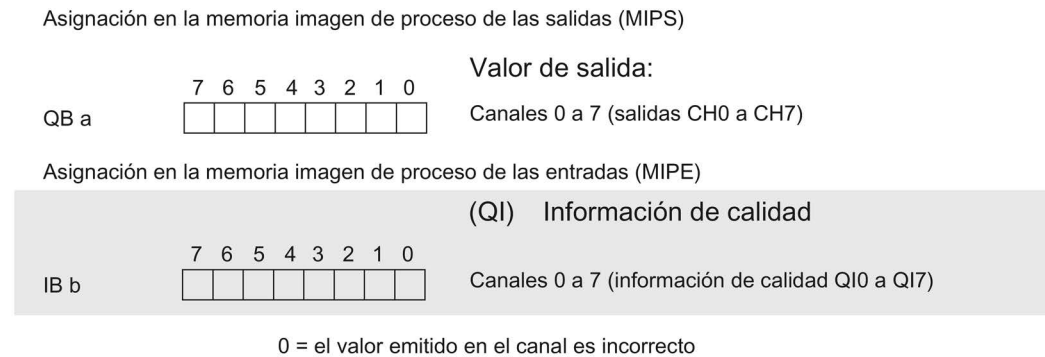 Asignación en la memoria imagen de proceso de las salidas (MIPS)
Valor de salida:
7 6 5 4 3 2 1 0
QB a
Canales 0 a 7 (salidas CH0 a CH7)
Asignación en la memoria imagen de proceso de las entradas (MIPE)
(QI) Información de calidad
7 6 5 4 3 2 1 0
IB b
Canales 0 a 7 (información de calidad QI0 a QI7)
0 = el valor emitido en el canal es incorrecto